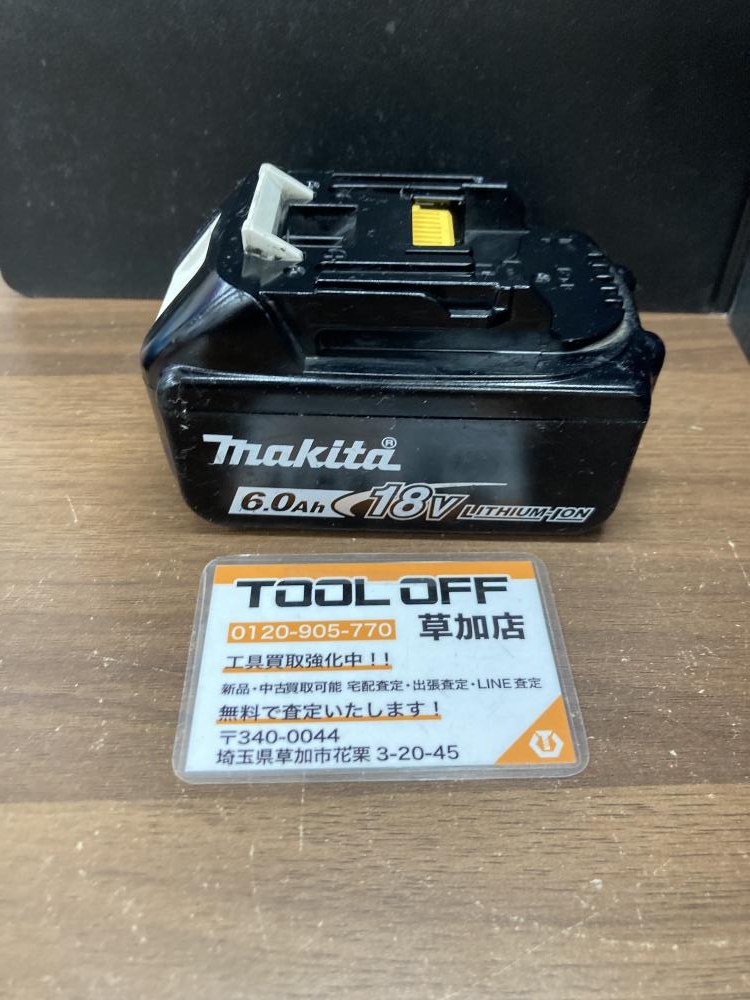 makita®
6.0Ah 18V LITHIUM-ION
TOOL OFF
0120-905-770 草加店
工具買取強化中!!
新品・中古買取可能 宅配査定・出張査定・LINE査定
無料で査定いたします!
〒340-0044
埼玉県草加市花栗 3-20-45